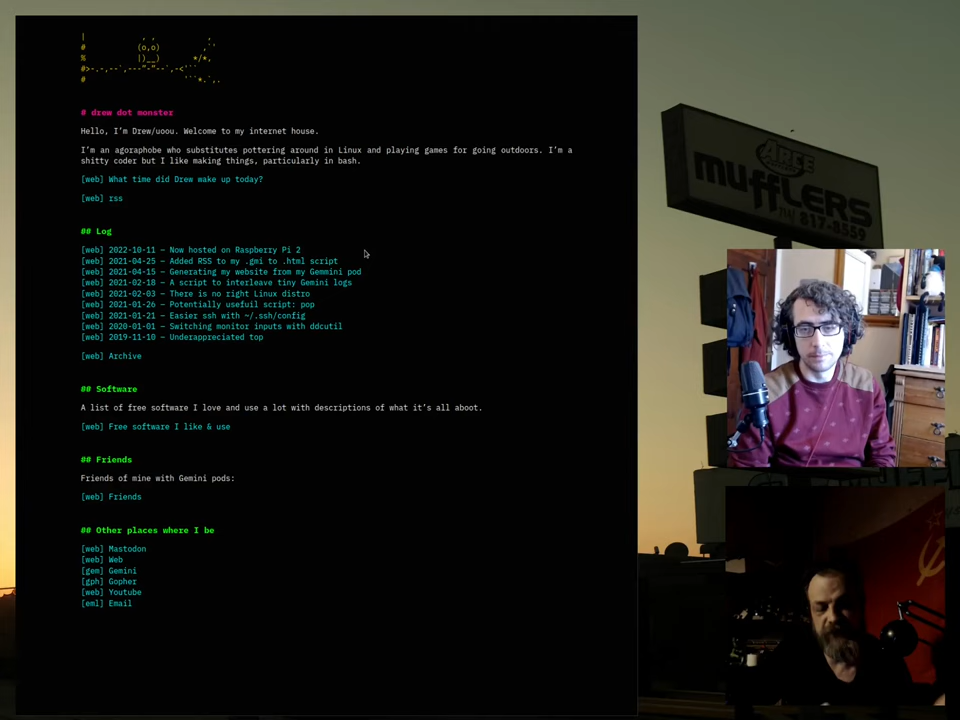 |            , ,          ,
#           (o,o)         ,`'
%           |)__)       */*,
#>-.-,--`,---"-"--`,-<'``
#                     '``*.`,.
# drew dot monster
Hello, I'm Drew/uoou. Welcome to my internet house.
I'm an agoraphobe who substitutes pottering around in Linux and playing games for going outdoors. I'm a
shitty coder but I like making things, particularly in bash.
[web] What time did Drew wake up today?
[web] rss
## Log
[web] 2022-10-11 – Now hosted on Raspberry Pi 2
[web] 2021-04-25 – Added RSS to my .gmi to .html script
[web] 2021-04-15 – Generating my website from my Gemmini pod
[web] 2021-02-18 – A script to interleave tiny Gemini logs
[web] 2021-02-03 – There is no right Linux distro
[web] 2021-01-26 – Potentially usefuil script: pop
[web] 2021-01-21 – Easier ssh with ~/.ssh/config
[web] 2020-01-01 – Switching monitor inputs with ddcutil
[web] 2019-11-10 – Underappreciated top
[web] Archive
## Software
A list of free software I love and use a lot with descriptions of what it's all aboot.
[web] Free software I like & use
## Friends
Friends of mine with Gemini pods:
[web] Friends
## Other places where I be
[web] Mastodon
[web] Web
[gem] Gemini
[gph] Gopher
[web] Youtube
[eml] Email
muffLERS
817-8559